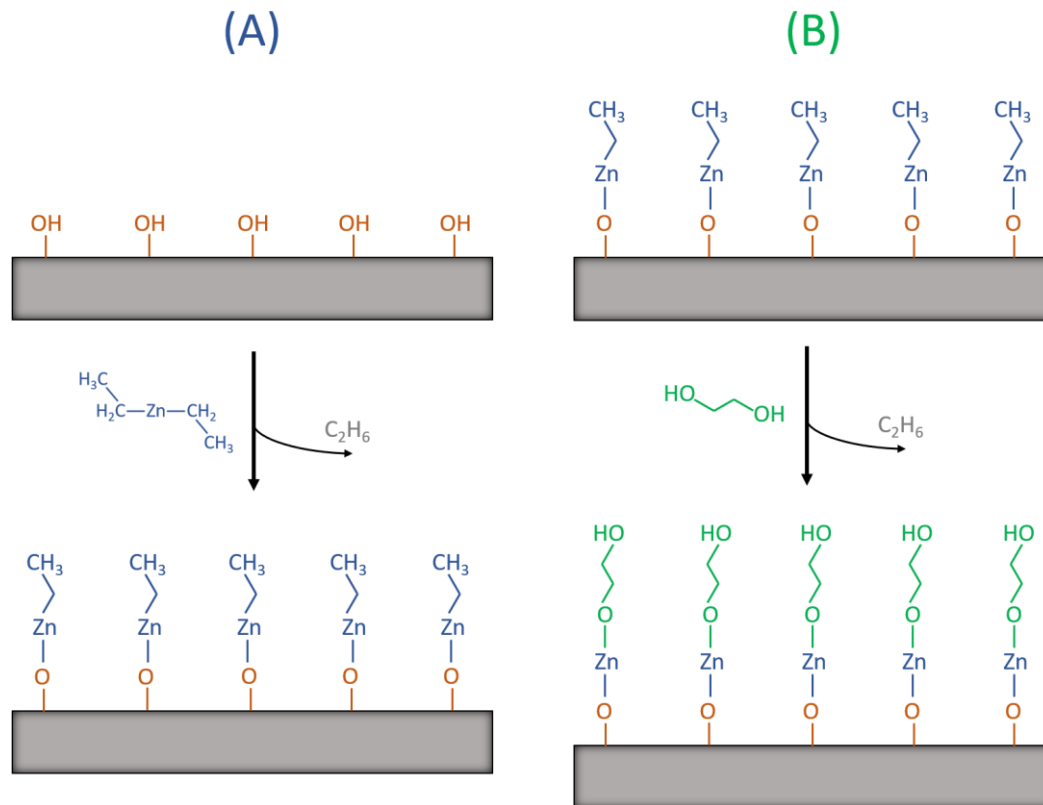 (A)
OH OH OH OH OH
H₃C
H₂C—Zn—CH₂
CH₃
C₂H₆
CH₃ CH₃ CH₃ CH₃ CH₃
Zn Zn Zn Zn Zn
O O O O O
(B)
CH₃ CH₃ CH₃ CH₃ CH₃
Zn Zn Zn Zn Zn
O O O O O
HO
OH
C₂H₆
HO HO HO HO HO
O O O O O
Zn Zn Zn Zn Zn
O O O O O